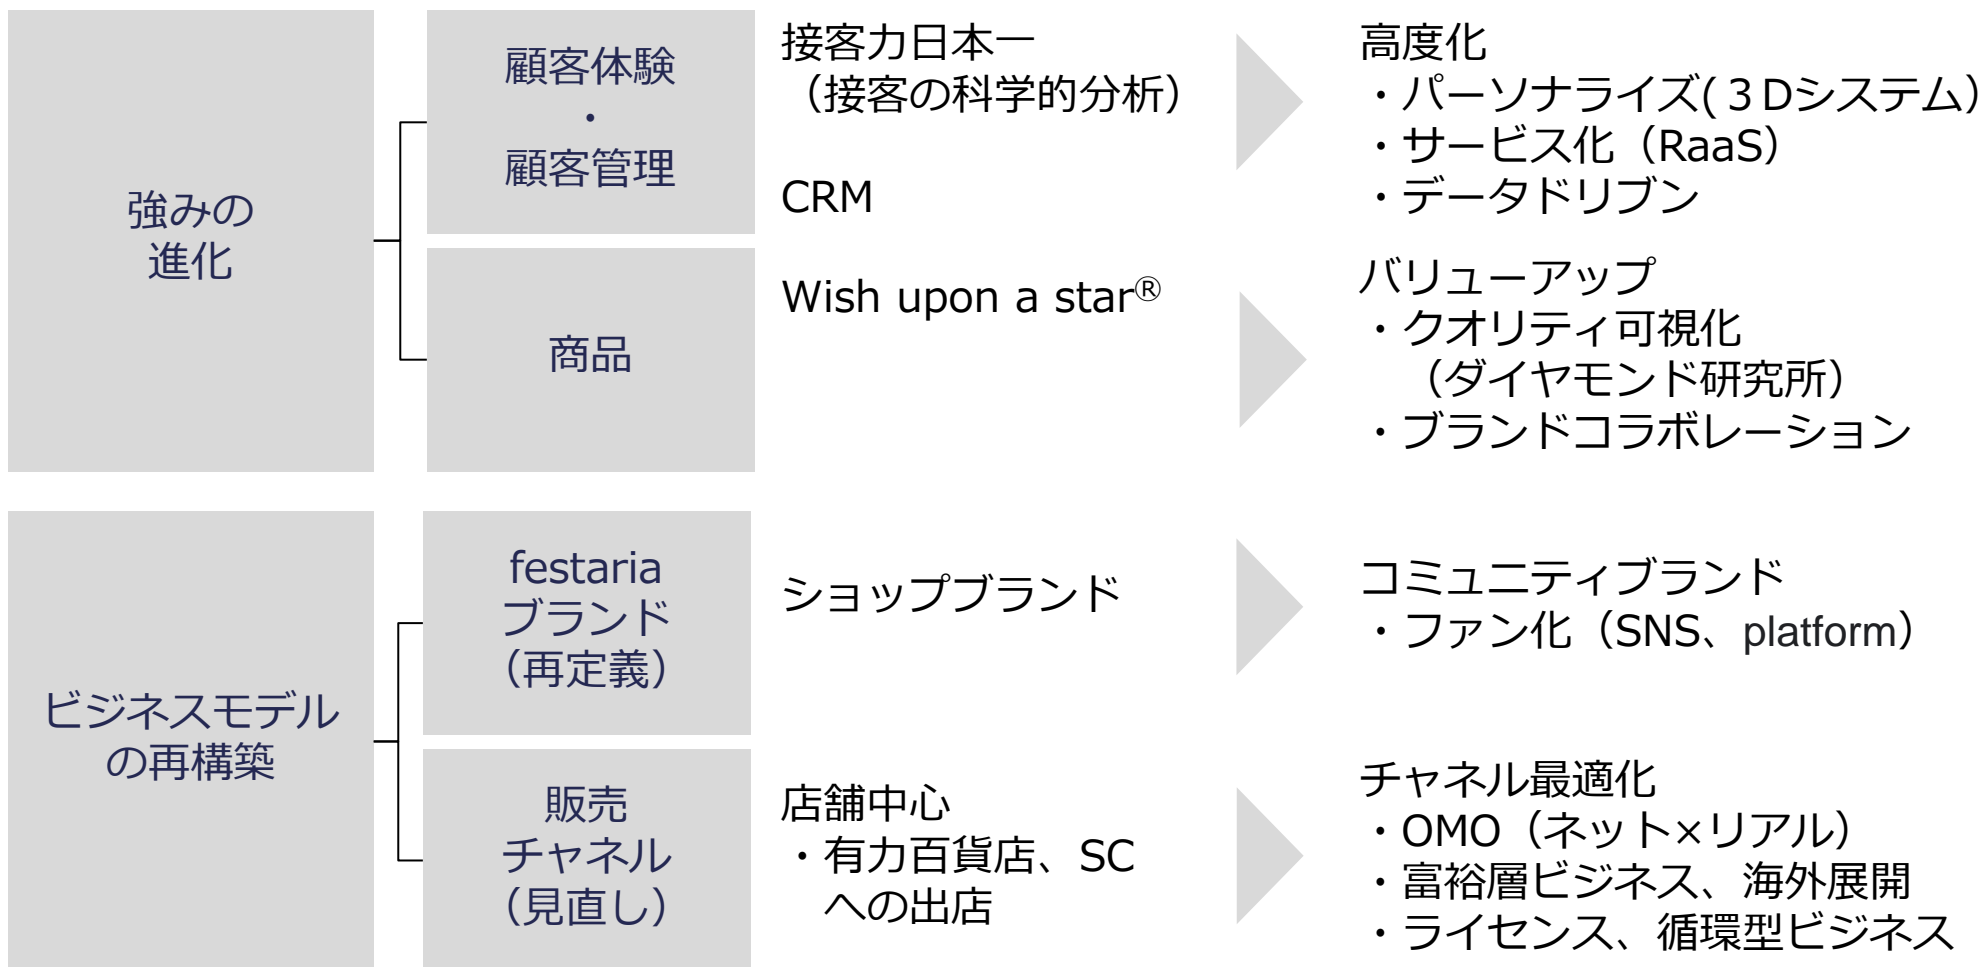 強みの
進化
顧客体験
・
顧客管理
接客力日本一
（接客の科学的分析）
CRM
高度化
・パーソナライズ(３Dシステム）
・サービス化（RaaS）
・データドリブン
商品
Wish upon a star®
バリューアップ
・クオリティ可視化
（ダイヤモンド研究所）
・ブランドコラボレーション
ビジネスモデル
の再構築
festaria
ブランド
（再定義）
ショップブランド
コミュニティブランド
・ファン化（SNS、platform）
販売
チャネル
（見直し）
店舗中心
・有力百貨店、SC
への出店
チャネル最適化
・OMO（ネット×リアル）
・富裕層ビジネス、海外展開
・ライセンス、循環型ビジネス